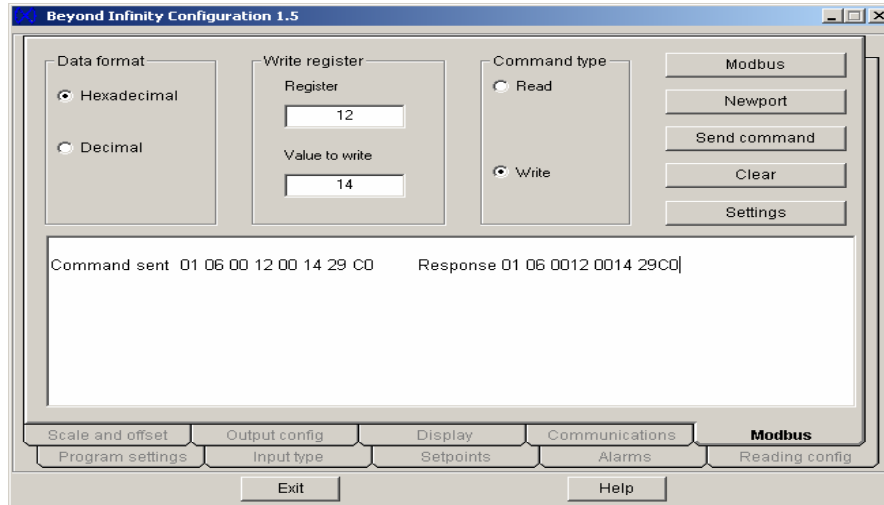 Beyond Infinity Configuration 1.5
Data format
Hexadecimal
Decimal
Write register
Register
12
Value to write
14
Command type
Read
Write
Modbus
Newport
Send command
Clear
Settings
Command sent 01 06 00 12 00 14 29 C0 Response 01 06 0012 0014 29C0
Scale and offset Output config Display Communications Modbus
Program settings Input type Setpoints Alarms Reading config
Exit Help